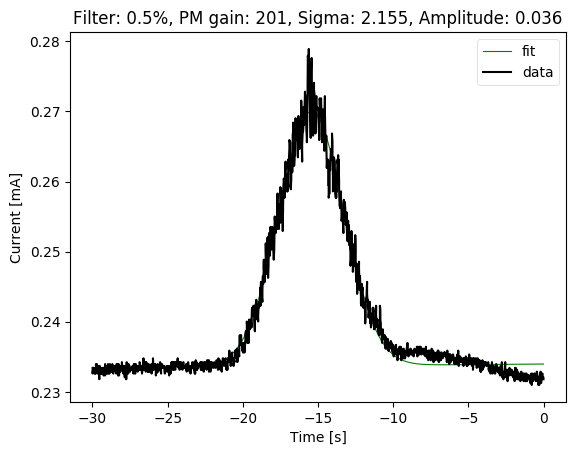 Filter: 0.5%, PM gain: 201, Sigma: 2.155, Amplitude: 0.036
fit
data
0.28
0.27
0.26
0.25
0.24
0.23
Current [mA]
−30
−25
−20
−15
−10
−5
0
Time [s]